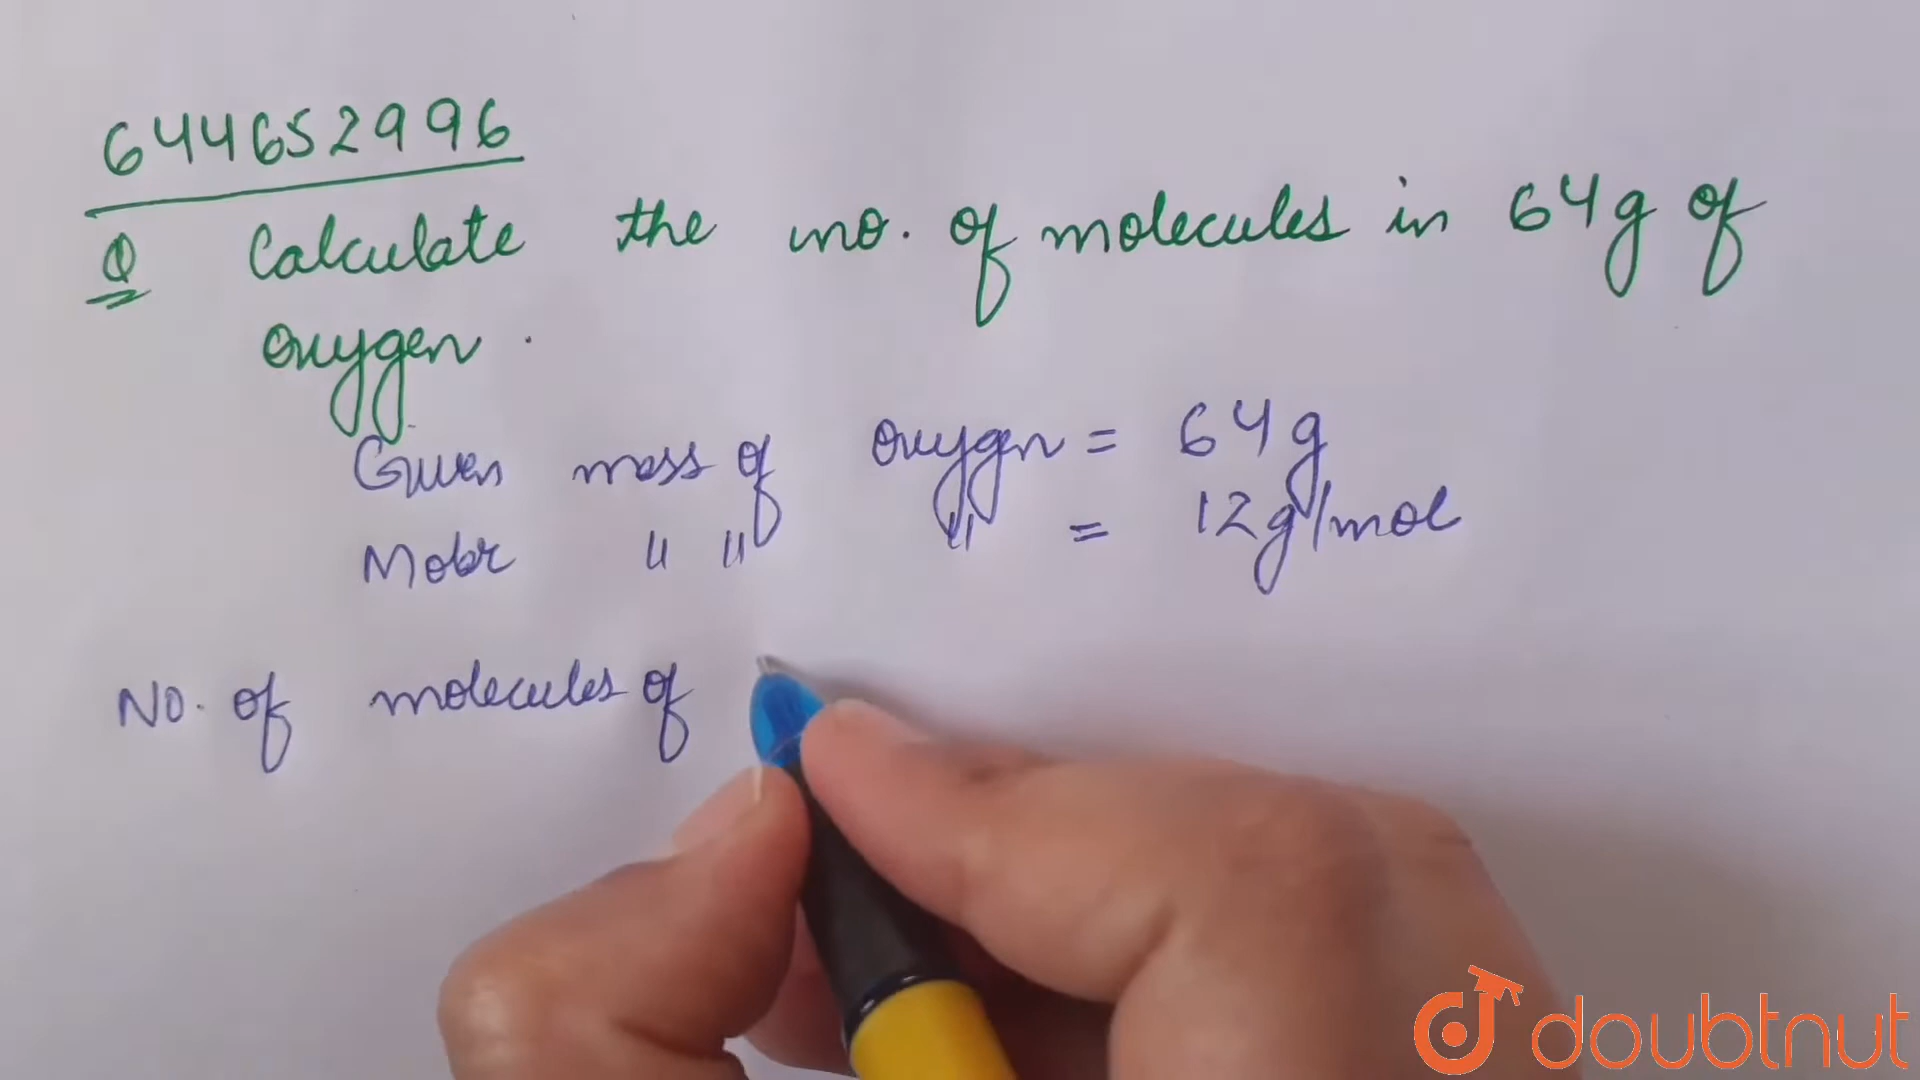 644652996
Q Calculate the no. of molecules in 64g of
oxygen.
Given mass of oxygen = 64g
Molar " " " = 12g/mol
No. of molecules of
doubtnut